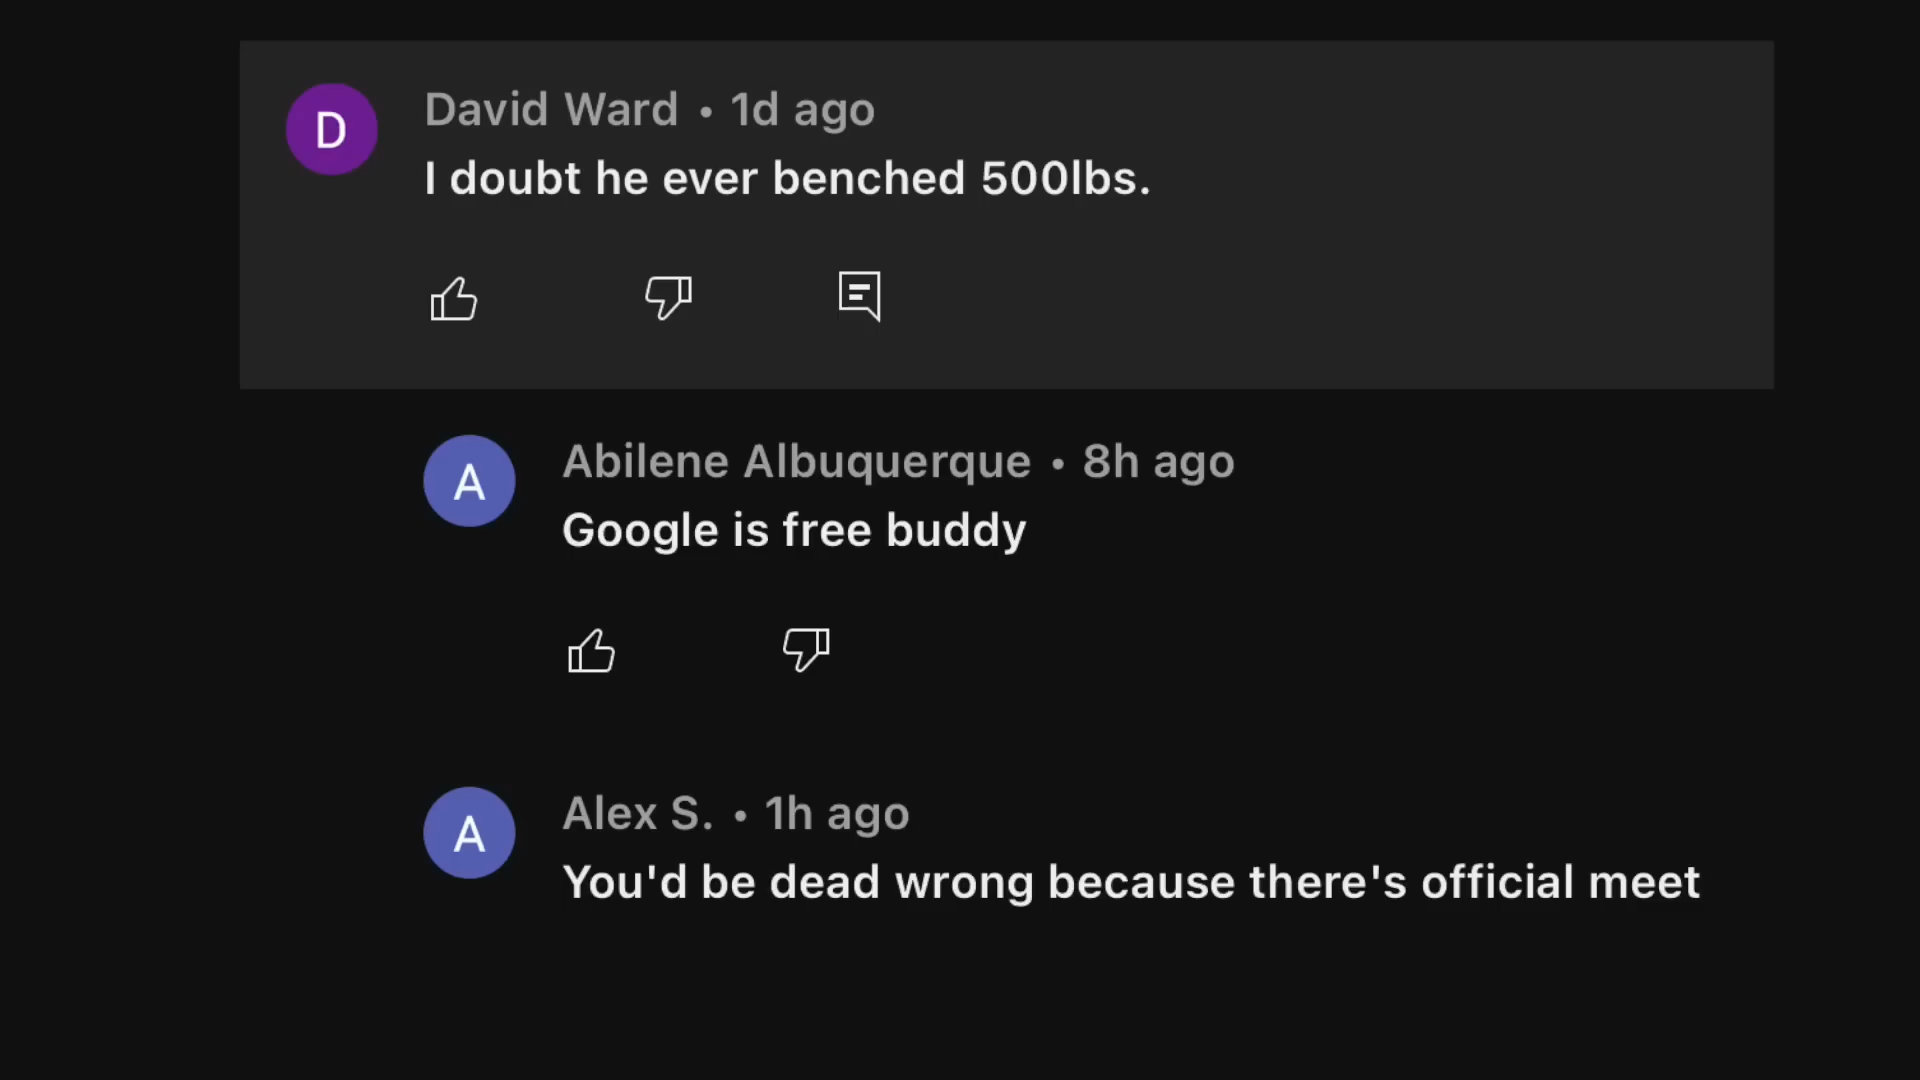 D
David Ward • 1d ago
I doubt he ever benched 500lbs.
A
Abilene Albuquerque • 8h ago
Google is free buddy
A
Alex S. • 1h ago
You'd be dead wrong because there's official meet